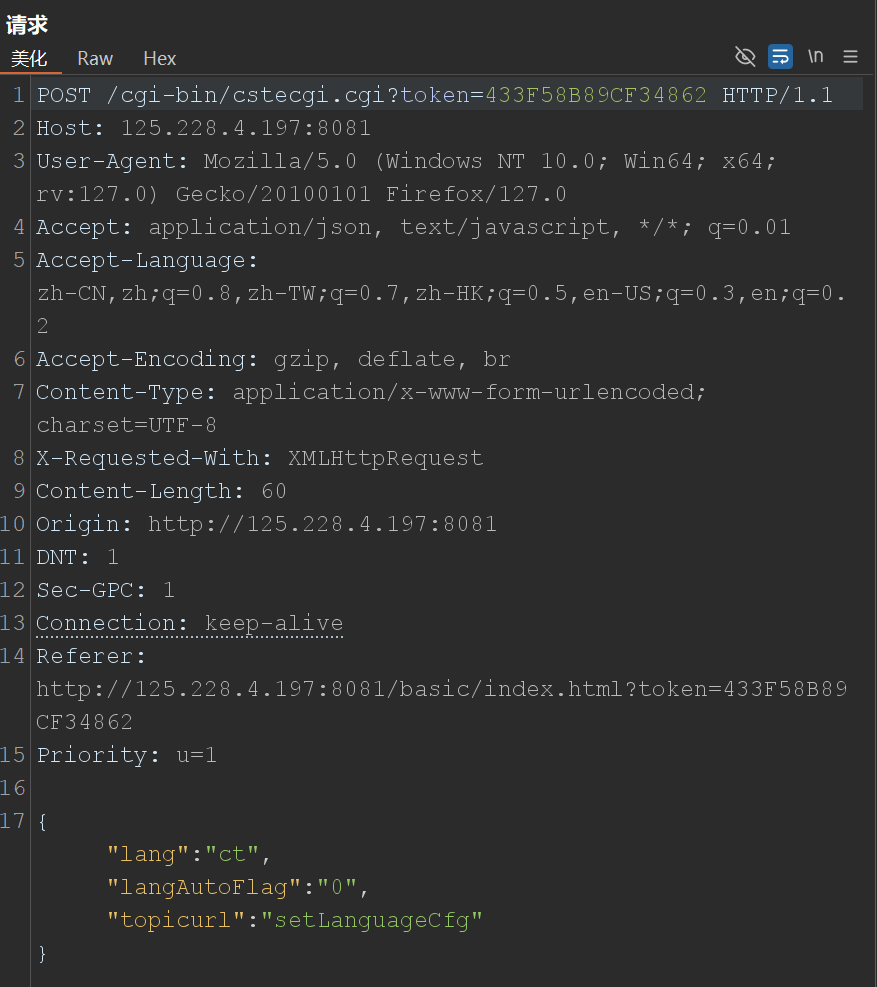 请求
美化 Raw Hex \n
1 POST /cgi-bin/cstecgi.cgi?token=433F58B89CF34862 HTTP/1.1
2 Host: 125.228.4.197:8081
3 User-Agent: Mozilla/5.0 (Windows NT 10.0; Win64; x64;
rv:127.0) Gecko/20100101 Firefox/127.0
4 Accept: application/json, text/javascript, */*; q=0.01
5 Accept-Language:
zh-CN,zh;q=0.8,zh-TW;q=0.7,zh-HK;q=0.5,en-US;q=0.3,en;q=0.
2
6 Accept-Encoding: gzip, deflate, br
7 Content-Type: application/x-www-form-urlencoded;
charset=UTF-8
8 X-Requested-With: XMLHttpRequest
9 Content-Length: 60
10 Origin: http://125.228.4.197:8081
11 DNT: 1
12 Sec-GPC: 1
13 Connection: keep-alive
14 Referer:
http://125.228.4.197:8081/basic/index.html?token=433F58B89
CF34862
15 Priority: u=1
16
17 {
"lang":"ct",
"langAutoFlag":"0",
"topicurl":"setLanguageCfg"
}